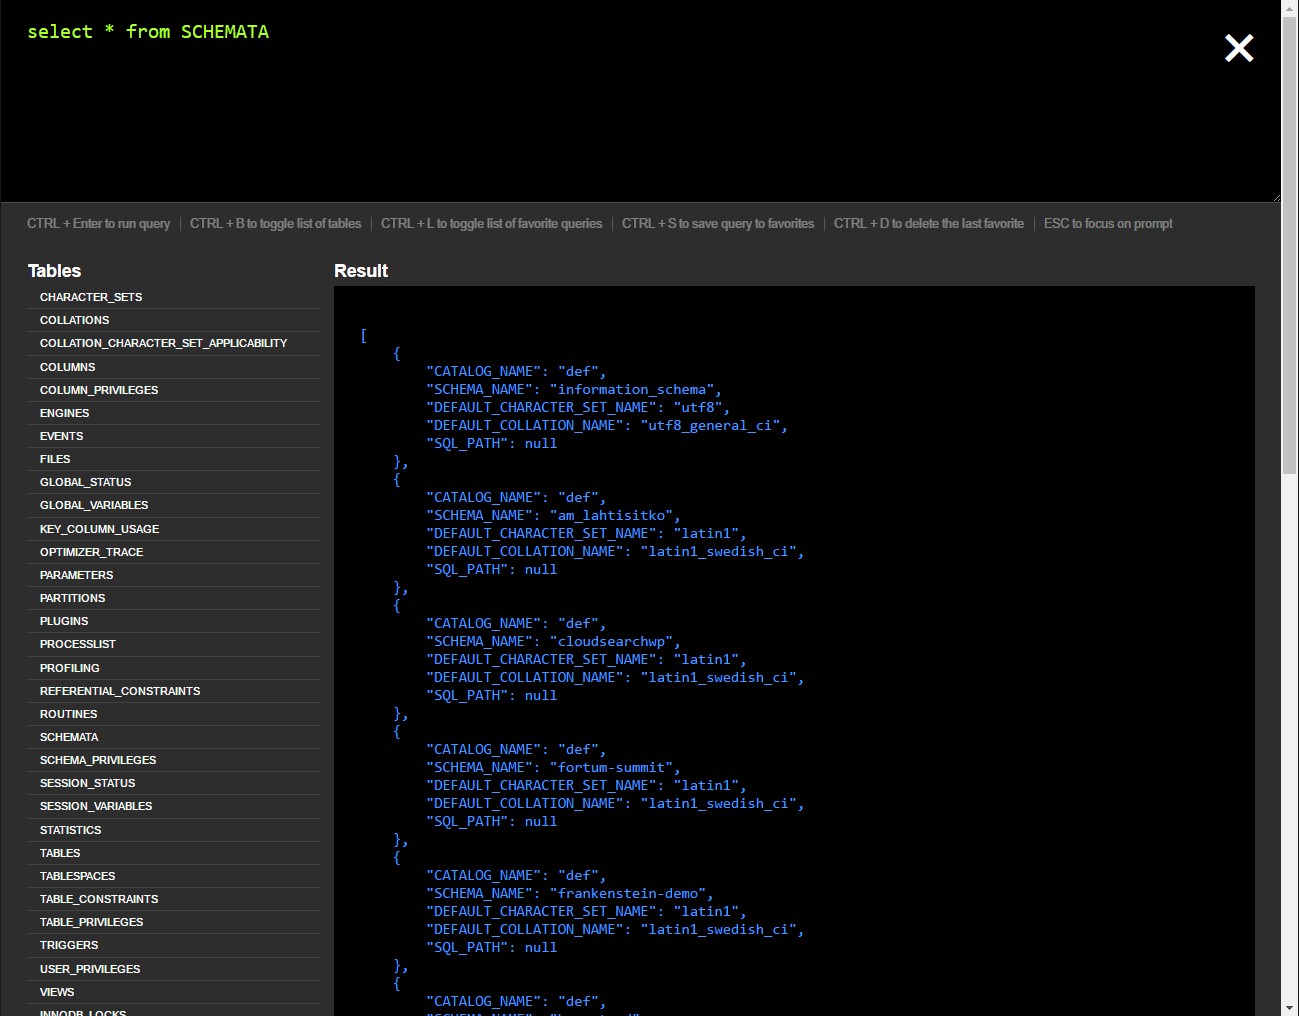 select * from SCHEMATA
CTRL + Enter to run query
CTRL + B to toggle list of tables
CTRL + L to toggle list of favorite queries
CTRL + S to save query to favorites
CTRL + D to delete the last favorite
ESC to focus on prompt
Tables
CHARACTER_SETS
COLLATIONS
COLLATION_CHARACTER_SET_APPLICABILITY
COLUMNS
COLUMN_PRIVILEGES
ENGINES
EVENTS
FILES
GLOBAL_STATUS
GLOBAL_VARIABLES
KEY_COLUMN_USAGE
OPTIMIZER_TRACE
PARAMETERS
PARTITIONS
PLUGINS
PROCESSLIST
PROFILING
REFERENTIAL_CONSTRAINTS
ROUTINES
SCHEMATA
SCHEMA_PRIVILEGES
SESSION_STATUS
SESSION_VARIABLES
STATISTICS
TABLES
TABLESPACES
TABLE_CONSTRAINTS
TABLE_PRIVILEGES
TRIGGERS
USER_PRIVILEGES
VIEWS
INNODB_LOCKS
Result
[
{
"CATALOG_NAME": "def",
"SCHEMA_NAME": "information_schema",
"DEFAULT_CHARACTER_SET_NAME": "utf8",
"DEFAULT_COLLATION_NAME": "utf8_general_ci",
"SQL_PATH": null
},
{
"CATALOG_NAME": "def",
"SCHEMA_NAME": "am_lahtisitko",
"DEFAULT_CHARACTER_SET_NAME": "latin1",
"DEFAULT_COLLATION_NAME": "latin1_swedish_ci",
"SQL_PATH": null
},
{
"CATALOG_NAME": "def",
"SCHEMA_NAME": "cloudsearchwp",
"DEFAULT_CHARACTER_SET_NAME": "latin1",
"DEFAULT_COLLATION_NAME": "latin1_swedish_ci",
"SQL_PATH": null
},
{
"CATALOG_NAME": "def",
"SCHEMA_NAME": "fortum-summit",
"DEFAULT_CHARACTER_SET_NAME": "latin1",
"DEFAULT_COLLATION_NAME": "latin1_swedish_ci",
"SQL_PATH": null
},
{
"CATALOG_NAME": "def",
"SCHEMA_NAME": "frankenstein-demo",
"DEFAULT_CHARACTER_SET_NAME": "latin1",
"DEFAULT_COLLATION_NAME": "latin1_swedish_ci",
"SQL_PATH": null
},
{
"CATALOG_NAME": "def",